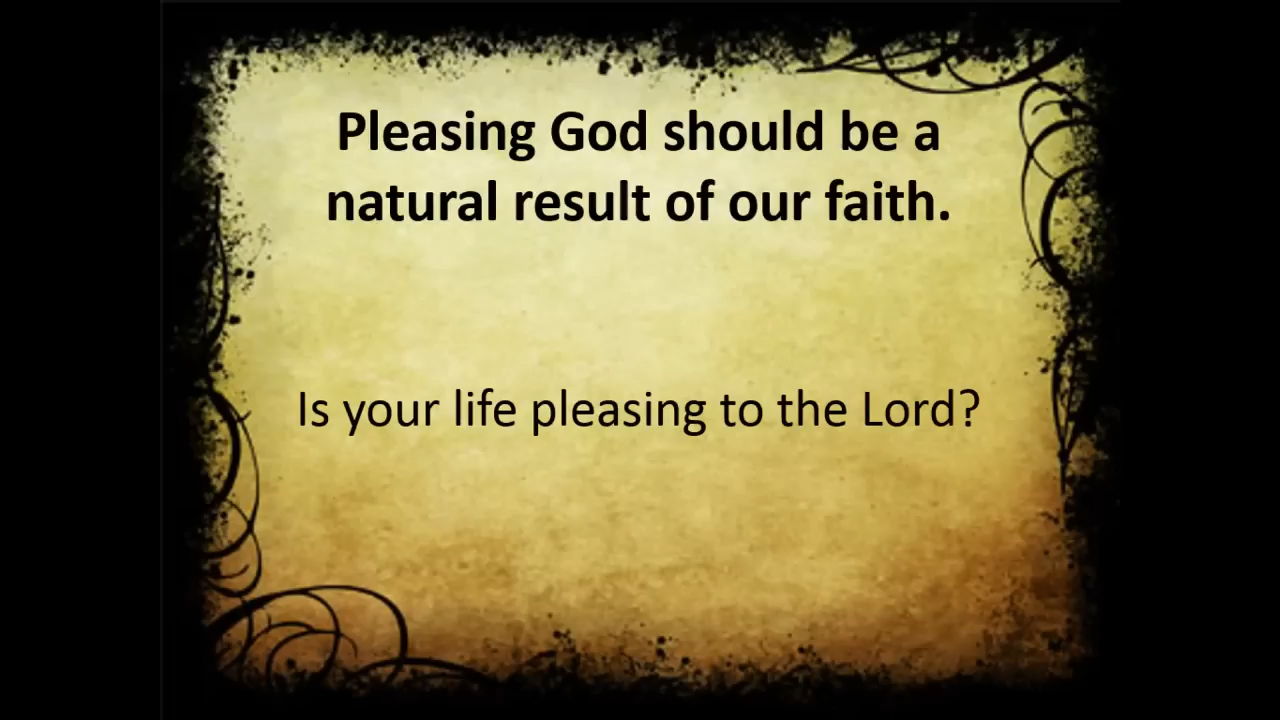 Pleasing God should be a
natural result of our faith.
Is your life pleasing to the Lord?